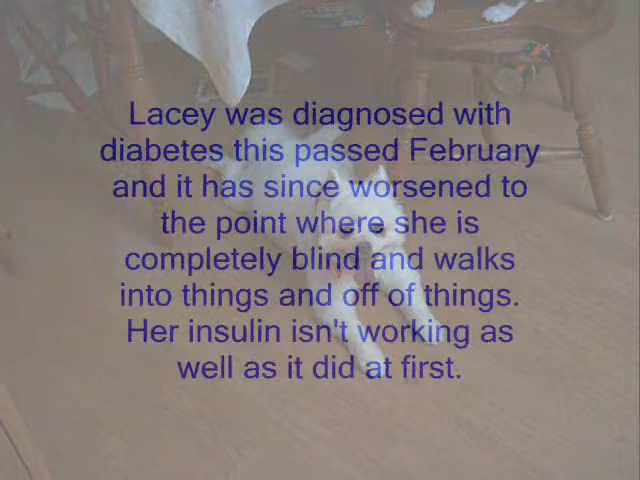 Lacey was diagnosed with
diabetes this passed February
and it has since worsened to
the point where she is
completely blind and walks
into things and off of things.
Her insulin isn't working as
well as it did at first.